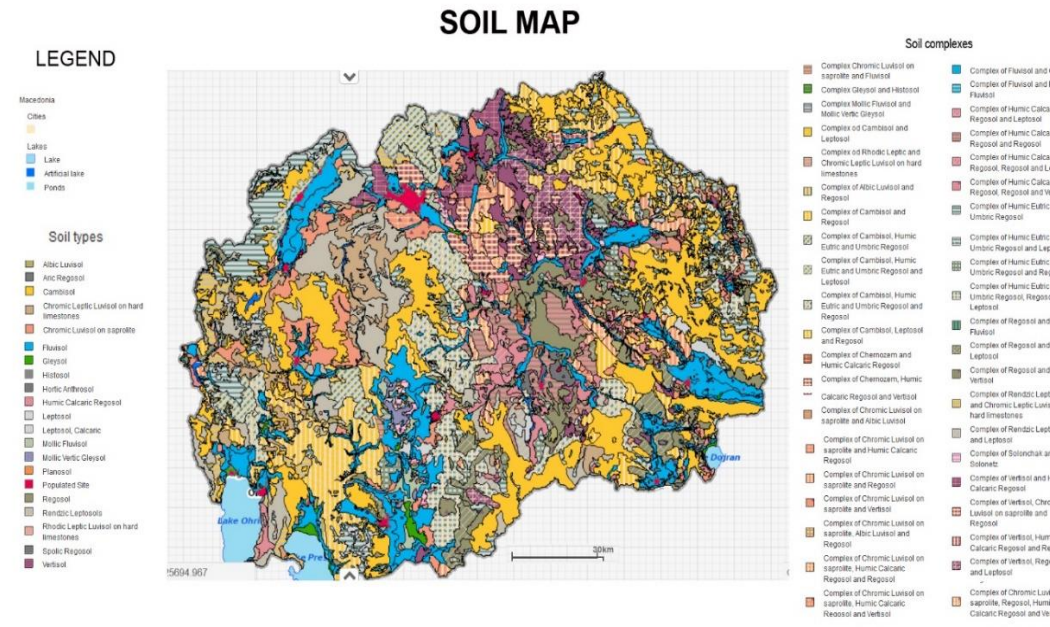 SOIL MAP
LEGEND
Macedonia
Cities
Lakes
Lake
Artificial lake
Ponds
Soil types
Albic Luvisol
Aric Regosol
Cambisol
Chromic Leptic Luvisol on hard
limestones
Chromic Luvisol on saprolite
Fluvisol
Gleysol
Histosol
Hortic Anthrosol
Humic Calcaric Regosol
Leptosol
Leptosol, Calcaric
Mollic Fluvisol
Mollic Vertic Gleysol
Planosol
Populated Site
Regosol
Rendzic Leptosols
Rhodic Leptic Luvisol on hard
limestones
Spolic Regosol
Vertisol
Lake Ohri
e Pre
Dojran
30km
5694.967
Soil complexes
Complex Chromic Luvisol on
saprolite and Fluvisol
Complex Gleysol and Histosol
Complex Mollic Fluvisol and
Mollic Vertic Gleysol
Complex od Cambisol and
Leptosol
Complex od Rhodic Leptic and
Chromic Leptic Luvisol on hard
limestones
Complex of Albic Luvisol and
Regosol
Complex of Cambisol and
Regosol
Complex of Cambisol, Humic
Eutric and Umbric Regosol
Complex of Cambisol, Humic
Eutric and Umbric Regosol and
Leptosol
Complex of Cambisol, Humic
Eutric and Umbric Regosol and
Regosol
Complex of Cambisol, Leptosol
and Regosol
Complex of Chernozem and
Humic Calcaric Regosol
Complex of Chernozem, Humic
Calcaric Regosol and Vertisol
Complex of Chromic Luvisol on
saprolite and Albic Luvisol
Complex of Chromic Luvisol on
saprolite and Humic Calcaric
Regosol
Complex of Chromic Luvisol on
saprolite and Regosol
Complex of Chromic Luvisol on
saprolite and Vertisol
Complex of Chromic Luvisol on
saprolite, Albic Luvisol and
Regosol
Complex of Chromic Luvisol on
saprolite, Humic Calcaric
Regosol and Regosol
Complex of Chromic Luvisol on
saprolite, Humic Calcaric
Regosol and Vertisol
Complex of Fluvisol and
Complex of Fluvisol and
Fluvisol
Complex of Humic Calca
Regosol and Leptosol
Complex of Humic Calca
Regosol and Regosol
Complex of Humic Calca
Regosol, Regosol and L
Complex of Humic Calca
Regosol, Regosol and V
Complex of Humic Eutric
Umbric Regosol
Complex of Humic Eutric
Umbric Regosol and Lep
Complex of Humic Eutric
Umbric Regosol and Reg
Complex of Humic Eutric
Umbric Regosol, Regoso
Leptosol
Complex of Regosol and
Fluvisol
Complex of Regosol and
Leptosol
Complex of Regosol and
Vertisol
Complex of Rendzic Lept
and Chromic Leptic Luvis
hard limestones
Complex of Rendzic Lept
and Leptosol
Complex of Solonchak an
Solonetz
Complex of Vertisol and H
Calcaric Regosol
Complex of Vertisol, Chro
Luvisol on saprolite and
Regosol
Complex of Vertisol, Hum
Calcaric Regosol and Re
Complex of Vertisol, Rego
and Leptosol
Complex of Chromic Luvi
saprolite, Regosol, Humi
Calcaric Regosol and Ve